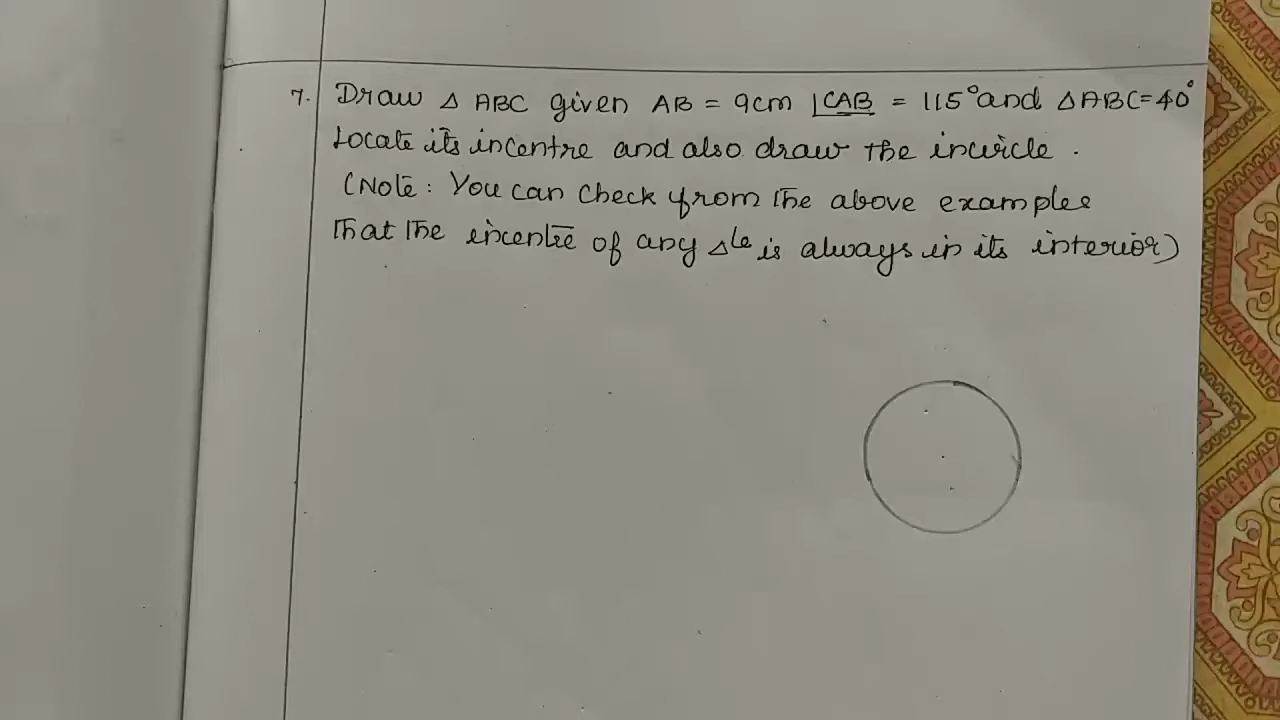 7. Draw △ ABC given AB = 9cm ∠CAB = 115° and △ABC = 40°
Locate its incentre and also draw the incircle.
(Note: You can check from the above examples
that the incentre of any △le is always in its interior)